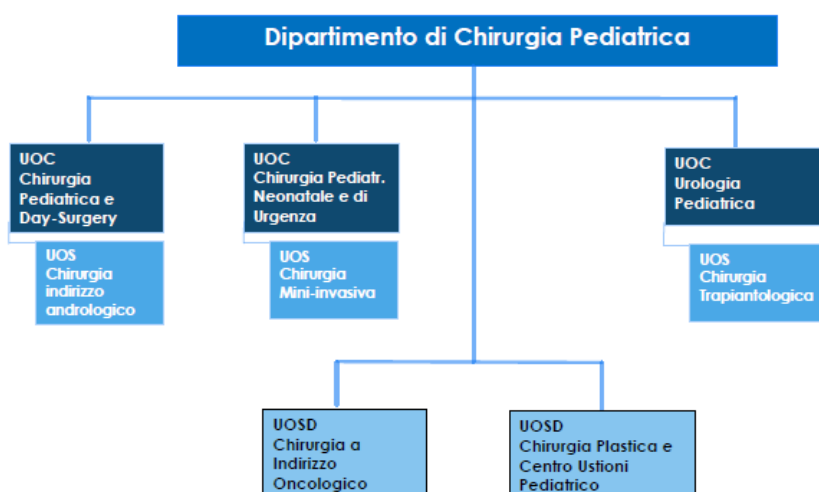 Dipartimento di Chirurgia Pediatrica
UOC
Chirurgia
Pediatrica e
Day-Surgery
UOC
Chirurgia Pediatr.
Neonatale e di
Urgenza
UOC
Urologia
Pediatrica
UOS
Chirurgia
indirizzo
andrologico
UOS
Chirurgia
Mini-invasiva
UOS
Chirurgia
Trapiantologica
UOSD
Chirurgia a
Indirizzo
Oncologico
UOSD
Chirurgia Plastica e
Centro Ustioni
Pediatrico